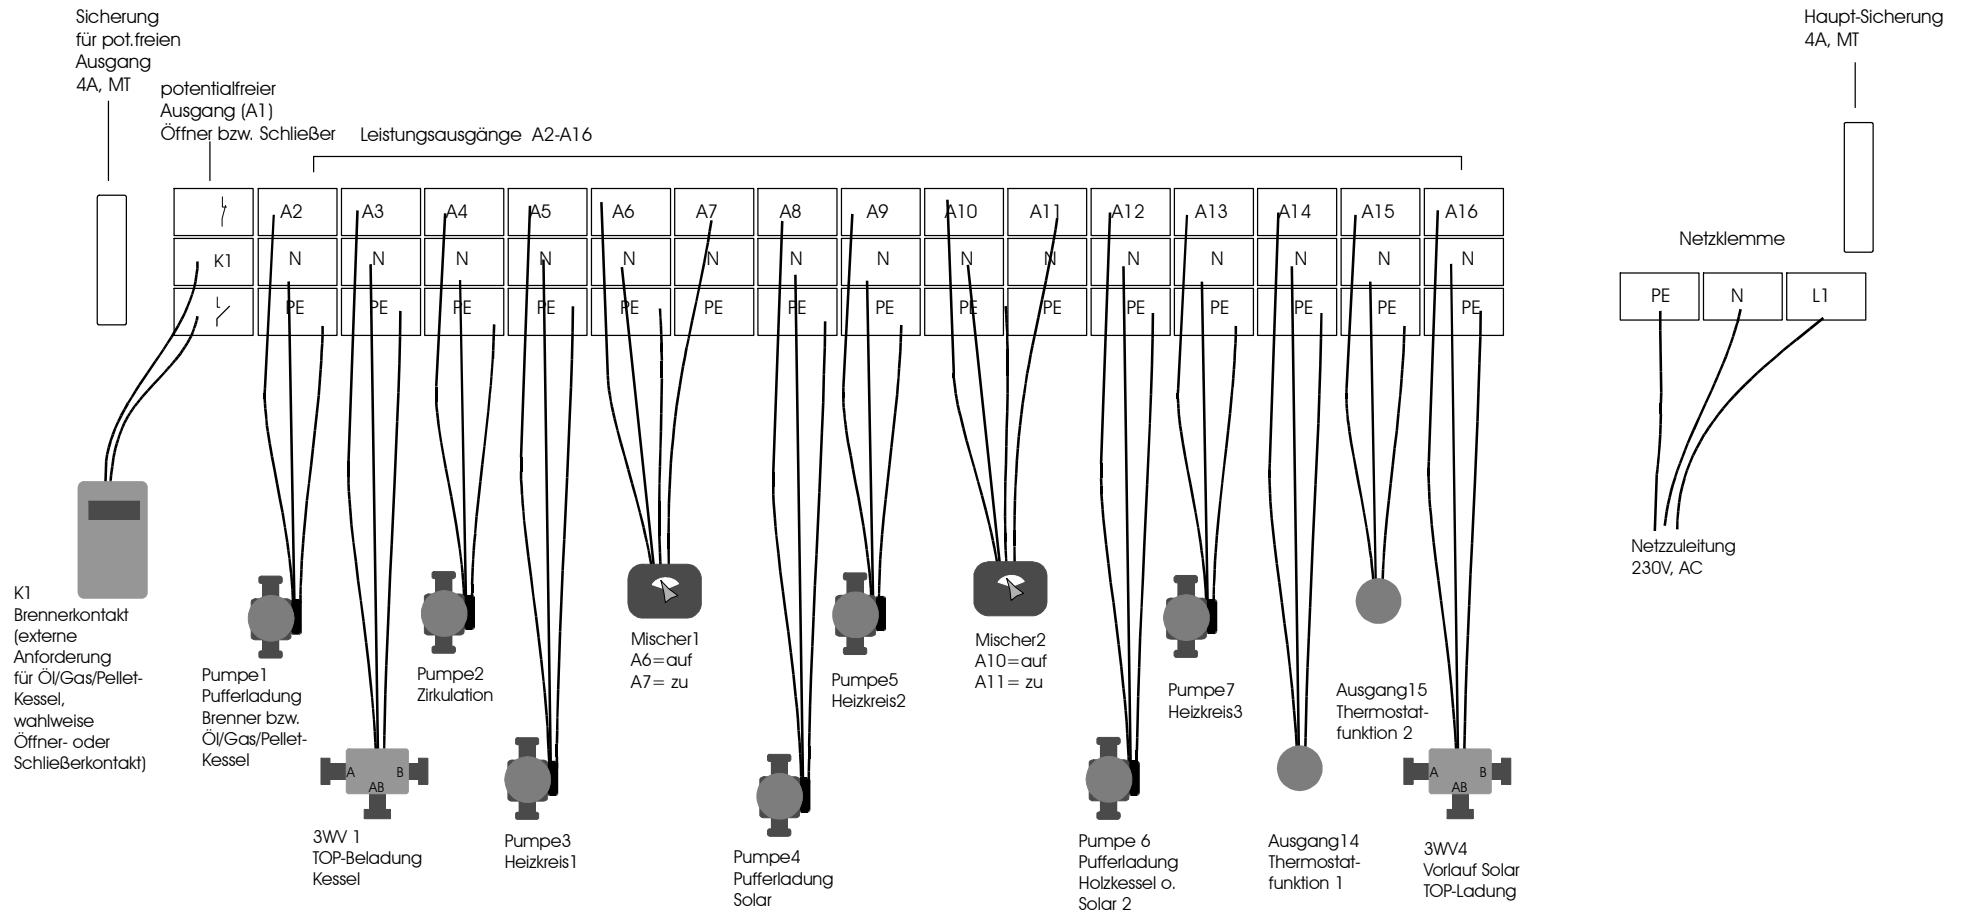 Sicherung
für pot.freien
Ausgang
4A, MT
potentialfreier
Ausgang (A1)
Öffner bzw. Schließer
Leistungsausgänge A2-A16
Haupt-Sicherung
4A, MT
A2 A3 A4 A5 A6 A7 A8 A9 A10 A11 A12 A13 A14 A15 A16
K1 N N N N N N N N N N N N N N N
PE PE PE PE PE PE PE PE PE PE PE PE PE PE PE
Netzklemme
PE N L1
Netzzuleitung
230V, AC
K1
Brennerkontakt
(externe
Anforderung
für Öl/Gas/Pellet-
Kessel,
wahlweise
Öffner- oder
Schließerkontakt)
Pumpe1
Pufferladung
Brenner bzw.
Öl/Gas/Pellet-
Kessel
A B
AB
3WV 1
TOP-Beladung
Kessel
Pumpe2
Zirkulation
Pumpe3
Heizkreis1
Mischer1
A6=auf
A7= zu
Pumpe4
Pufferladung
Solar
Pumpe5
Heizkreis2
Mischer2
A10=auf
A11= zu
Pumpe 6
Pufferladung
Holzkessel o.
Solar 2
Pumpe7
Heizkreis3
Ausgang14
Thermostat-
funktion 1
Ausgang15
Thermostat-
funktion 2
A B
AB
3WV4
Vorlauf Solar
TOP-Ladung